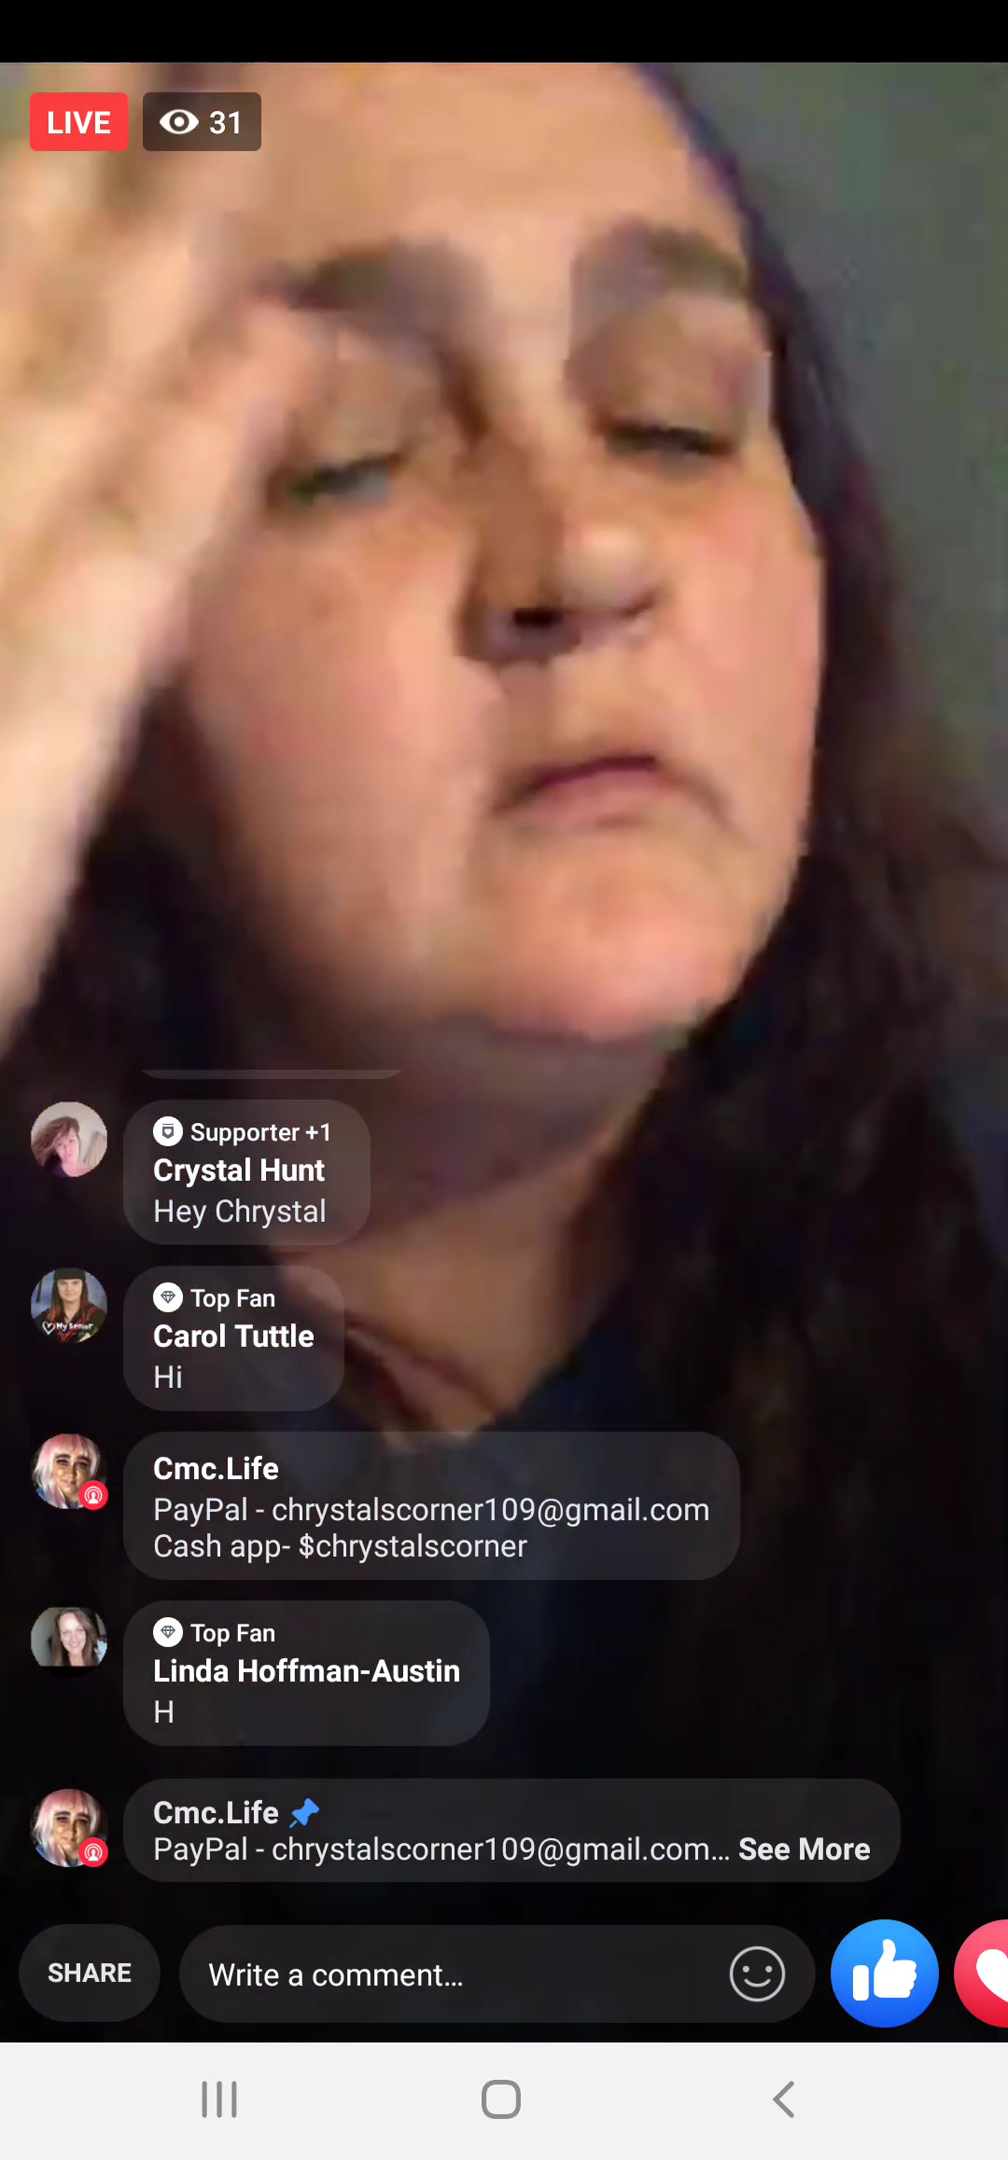 LIVE 31
Supporter +1
Crystal Hunt
Hey Chrystal
Top Fan
Carol Tuttle
Hi
My Senior
Cmc.Life
PayPal - chrystalscorner109@gmail.com
Cash app- $chrystalscorner
Top Fan
Linda Hoffman-Austin
H
Cmc.Life
PayPal - chrystalscorner109@gmail.com... See More
SHARE
Write a comment...